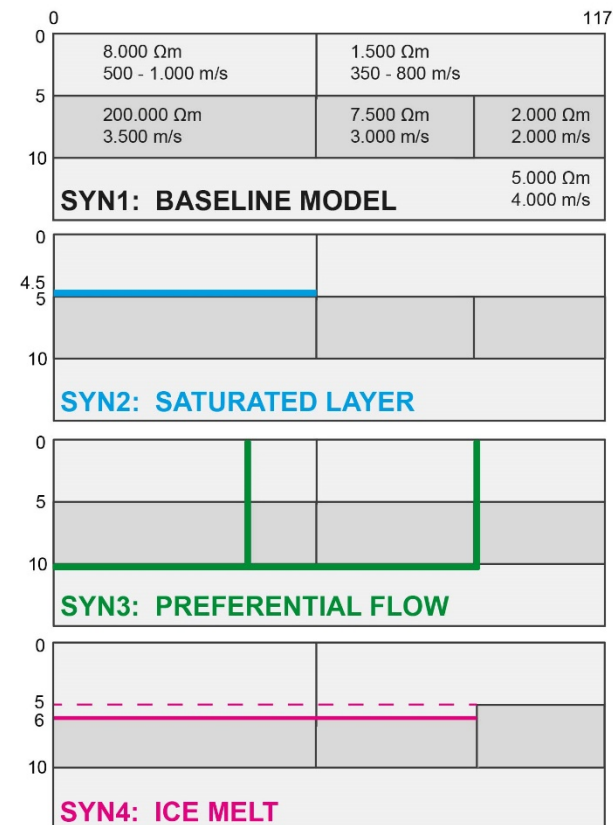 0 117
0
8.000 Ωm 1.500 Ωm
500 - 1.000 m/s 350 - 800 m/s
5
200.000 Ωm 7.500 Ωm 2.000 Ωm
3.500 m/s 3.000 m/s 2.000 m/s
10
5.000 Ωm
SYN1: BASELINE MODEL 4.000 m/s
0
4.5
5
10
SYN2: SATURATED LAYER
0
5
10
SYN3: PREFERENTIAL FLOW
0
5
6
10
SYN4: ICE MELT